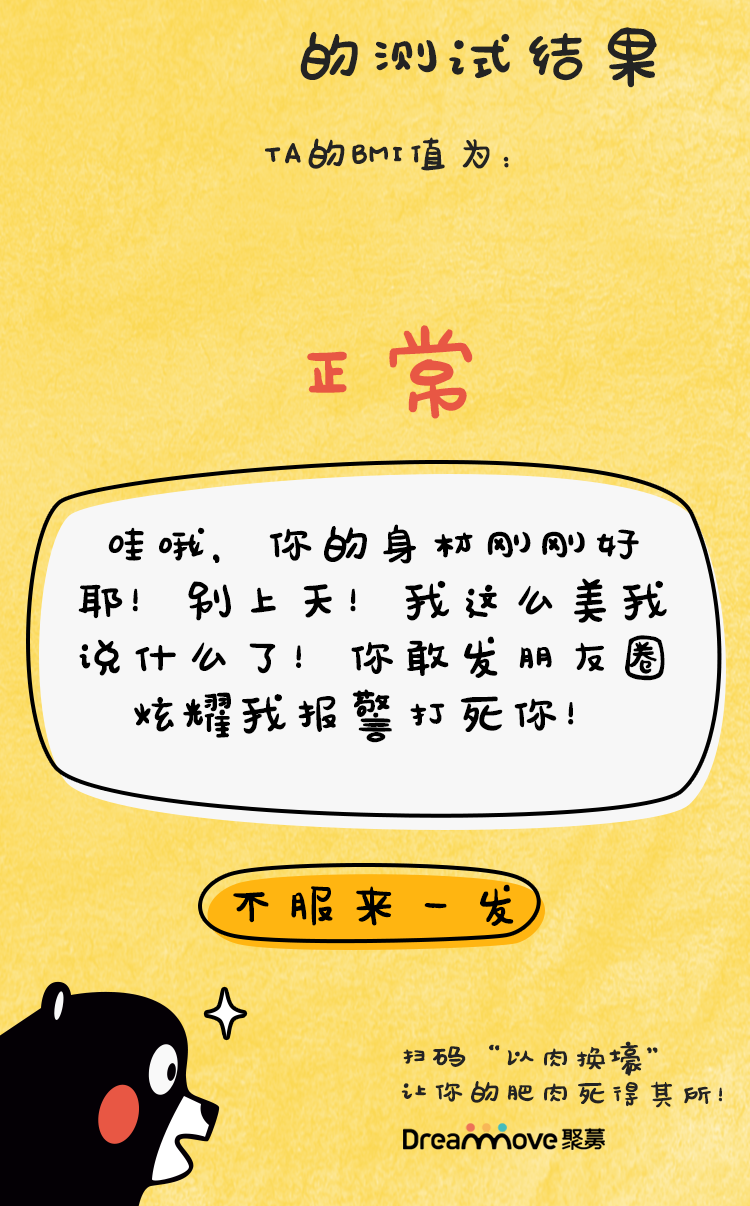 的测试结果
TA的BMI值为：
正常
哇哦，你的身材刚刚好
耶！别上天！我这么美我
说什么了！你敢发朋友圈
炫耀我报警打死你！
不服来一发
扫码“以肉换壕”
让你的肥肉死得其所！
Dreammove聚募